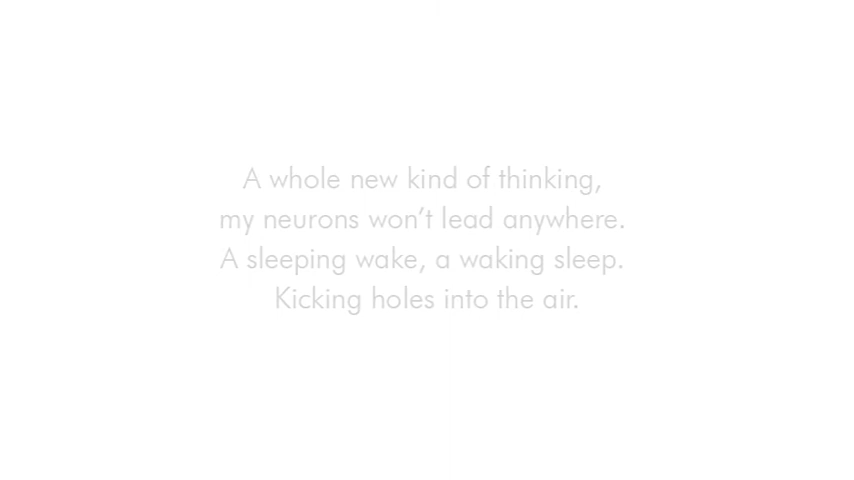 A whole new kind of thinking,
my neurons won’t lead anywhere.
A sleeping wake, a waking sleep.
Kicking holes into the air.